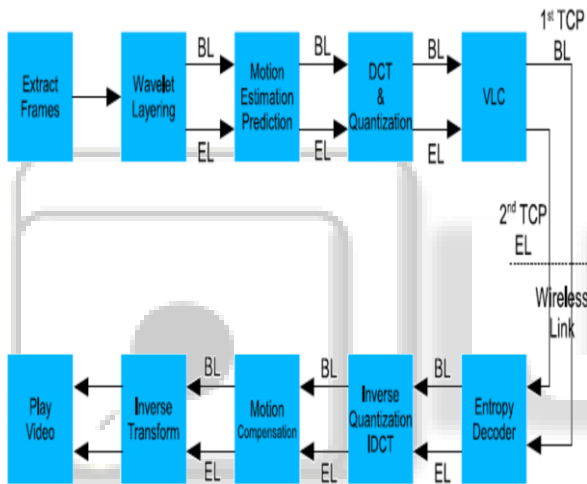 1st TCP
BL
BL
BL
BL
Extract
Frames
Wavelet
Layering
Motion
Estimation
Prediction
DCT
&
Quantization
VLC
EL
EL
EL
2nd TCP
EL
Wireless
Link
BL
BL
BL
Play
Video
Inverse
Transform
Motion
Compensation
Inverse
Quantization
IDCT
Entropy
Decoder
EL
EL
EL